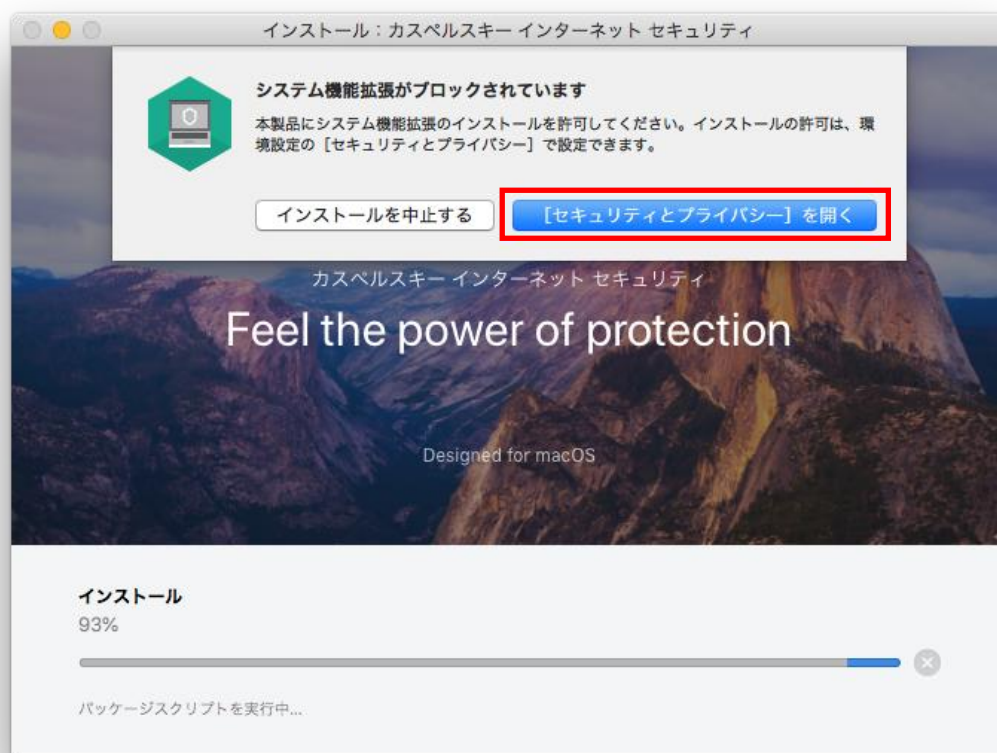 インストール：カスペルスキー インターネット セキュリティ
システム機能拡張がブロックされています
本製品にシステム機能拡張のインストールを許可してください。インストールの許可は、環
境設定の［セキュリティとプライバシー］で設定できます。
インストールを中止する
［セキュリティとプライバシー］を開く
カスペルスキー インターネット セキュリティ
Feel the power of protection
Designed for macOS
インストール
93%
パッケージスクリプトを実行中...